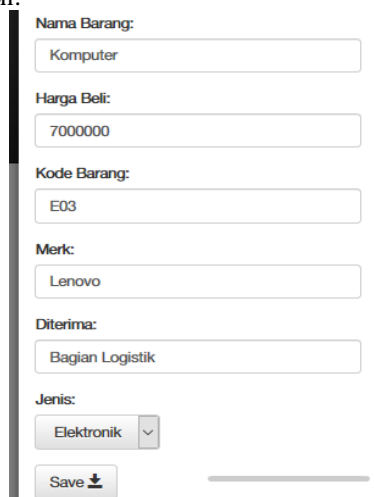 Nama Barang:
Komputer
Harga Beli:
7000000
Kode Barang:
E03
Merk:
Lenovo
Diterima:
Bagian Logistik
Jenis:
Elektronik
Save